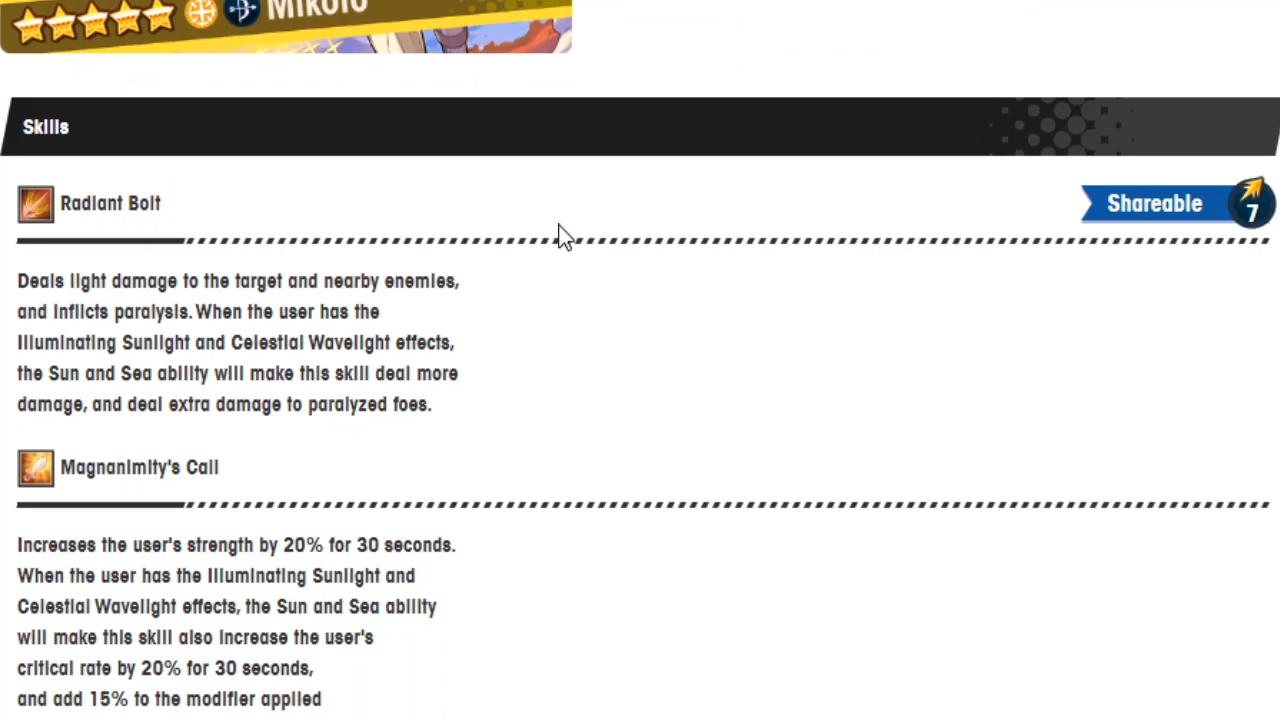 Mikoto
Skills
Radiant Bolt
Shareable 7
Deals light damage to the target and nearby enemies,
and inflicts paralysis. When the user has the
Illuminating Sunlight and Celestial Wavelight effects,
the Sun and Sea ability will make this skill deal more
damage, and deal extra damage to paralyzed foes.
Magnanimity's Call
Increases the user's strength by 20% for 30 seconds.
When the user has the Illuminating Sunlight and
Celestial Wavelight effects, the Sun and Sea ability
will make this skill also increase the user's
critical rate by 20% for 30 seconds,
and add 15% to the modifier applied